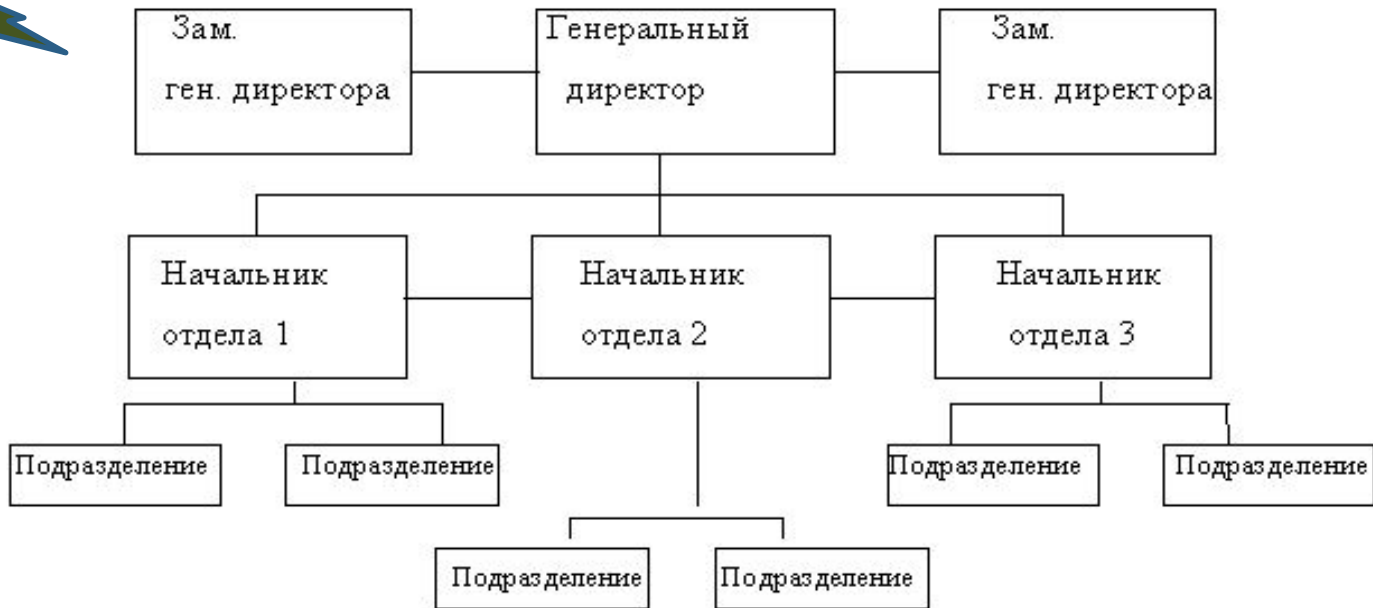 Зам.
ген. директора
Генеральный
директор
Зам.
ген. директора
Начальник
отдела 1
Начальник
отдела 2
Начальник
отдела 3
Подразделение
Подразделение
Подразделение
Подразделение
Подразделение
Подразделение